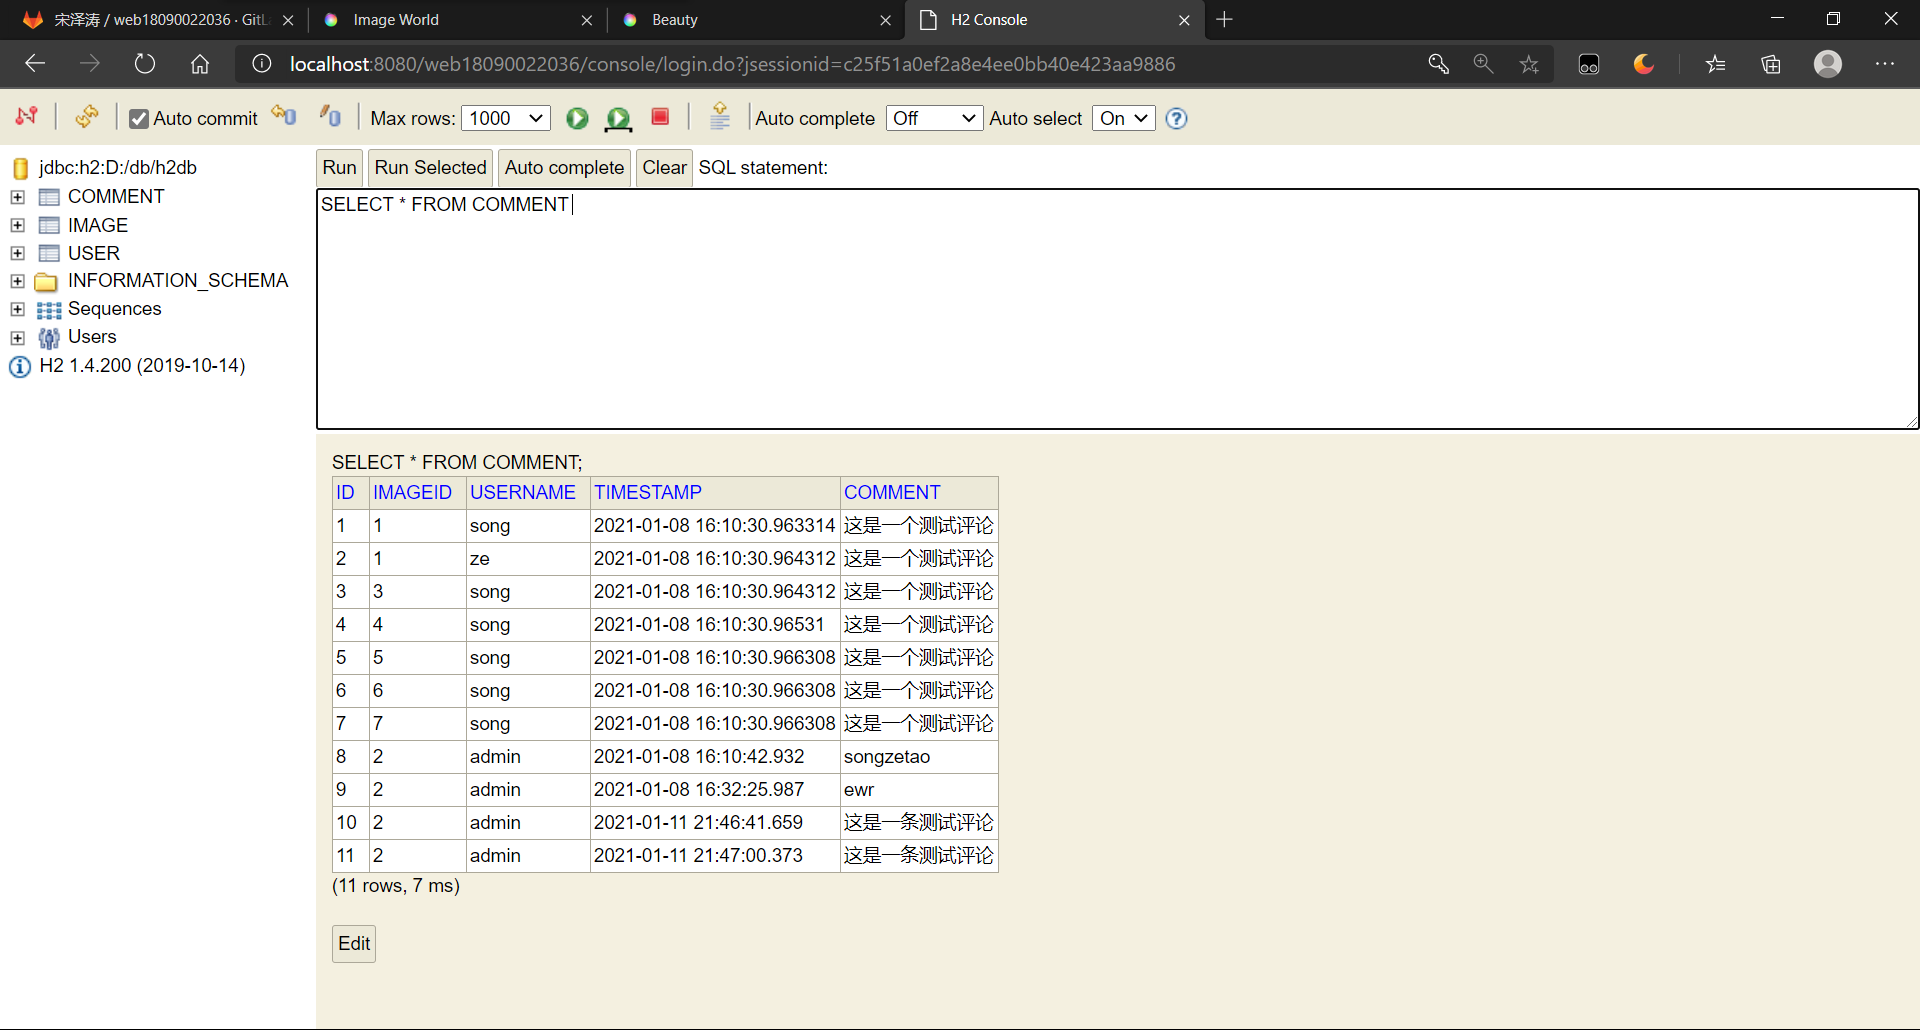 宋泽涛 / web18090022036 · GitL
Image World
Beauty
H2 Console
localhost:8080/web18090022036/console/login.do?jsessionid=c25f51a0ef2a8e4ee0bb40e423aa9886
Auto commit
Max rows: 1000
Auto complete Off
Auto select On
jdbc:h2:D:/db/h2db
COMMENT
IMAGE
USER
INFORMATION_SCHEMA
Sequences
Users
H2 1.4.200 (2019-10-14)
Run Run Selected Auto complete Clear SQL statement:
SELECT * FROM COMMENT
SELECT * FROM COMMENT;
ID IMAGEID USERNAME TIMESTAMP COMMENT
1 1 song 2021-01-08 16:10:30.963314 这是一个测试评论
2 1 ze 2021-01-08 16:10:30.964312 这是一个测试评论
3 3 song 2021-01-08 16:10:30.964312 这是一个测试评论
4 4 song 2021-01-08 16:10:30.96531 这是一个测试评论
5 5 song 2021-01-08 16:10:30.966308 这是一个测试评论
6 6 song 2021-01-08 16:10:30.966308 这是一个测试评论
7 7 song 2021-01-08 16:10:30.966308 这是一个测试评论
8 2 admin 2021-01-08 16:10:42.932 songzetao
9 2 admin 2021-01-08 16:32:25.987 ewr
10 2 admin 2021-01-11 21:46:41.659 这是一条测试评论
11 2 admin 2021-01-11 21:47:00.373 这是一条测试评论
(11 rows, 7 ms)
Edit